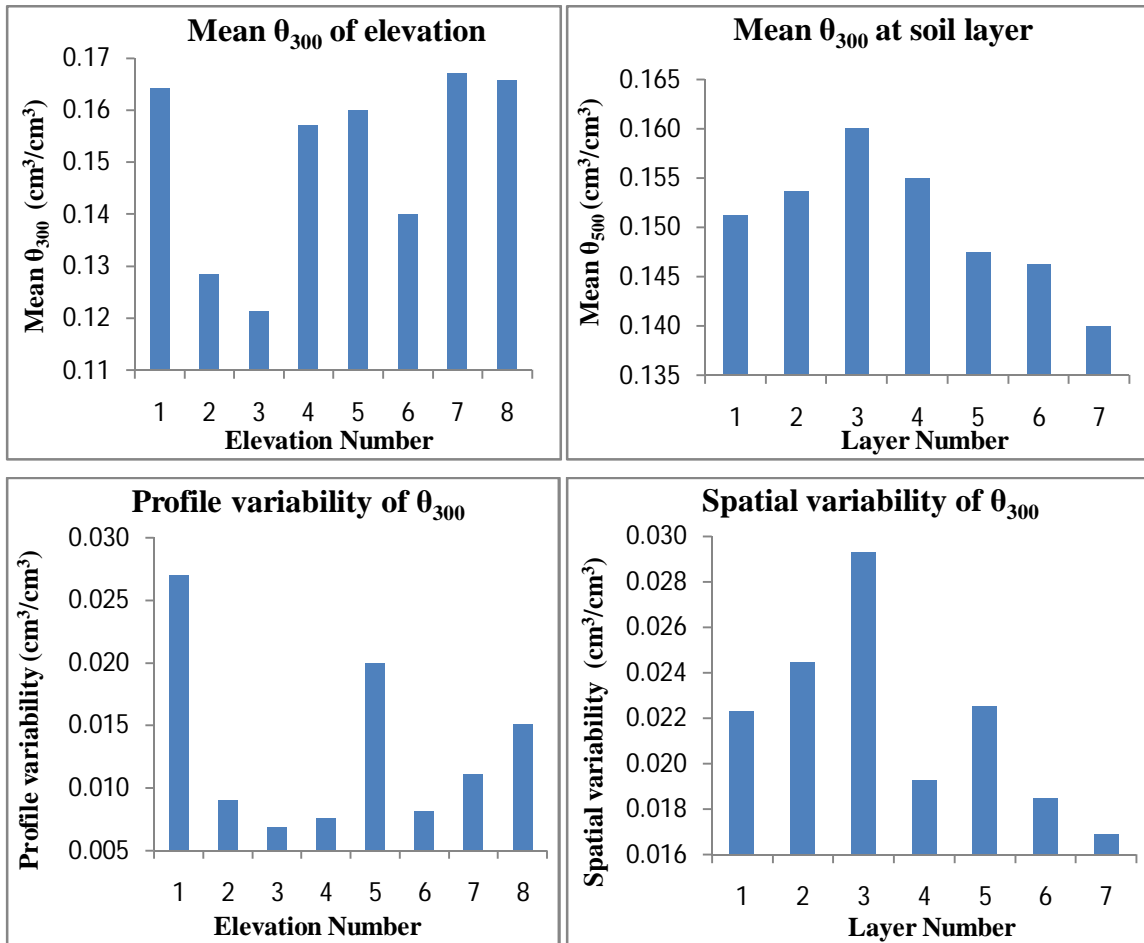 Mean θ₃₀₀ of elevation
Mean θ₃₀₀ (cm³/cm³)
0.17
0.16
0.15
0.14
0.13
0.12
0.11
1 2 3 4 5 6 7 8
Elevation Number
Mean θ₃₀₀ at soil layer
Mean θ₅₀₀ (cm³/cm³)
0.165
0.160
0.155
0.150
0.145
0.140
0.135
1 2 3 4 5 6 7
Layer Number
Profile variability of θ₃₀₀
Profile variability (cm³/cm³)
0.030
0.025
0.020
0.015
0.010
0.005
1 2 3 4 5 6 7 8
Elevation Number
Spatial variability of θ₃₀₀
Spatial variability (cm³/cm³)
0.030
0.028
0.026
0.024
0.022
0.020
0.018
0.016
1 2 3 4 5 6 7
Layer Number